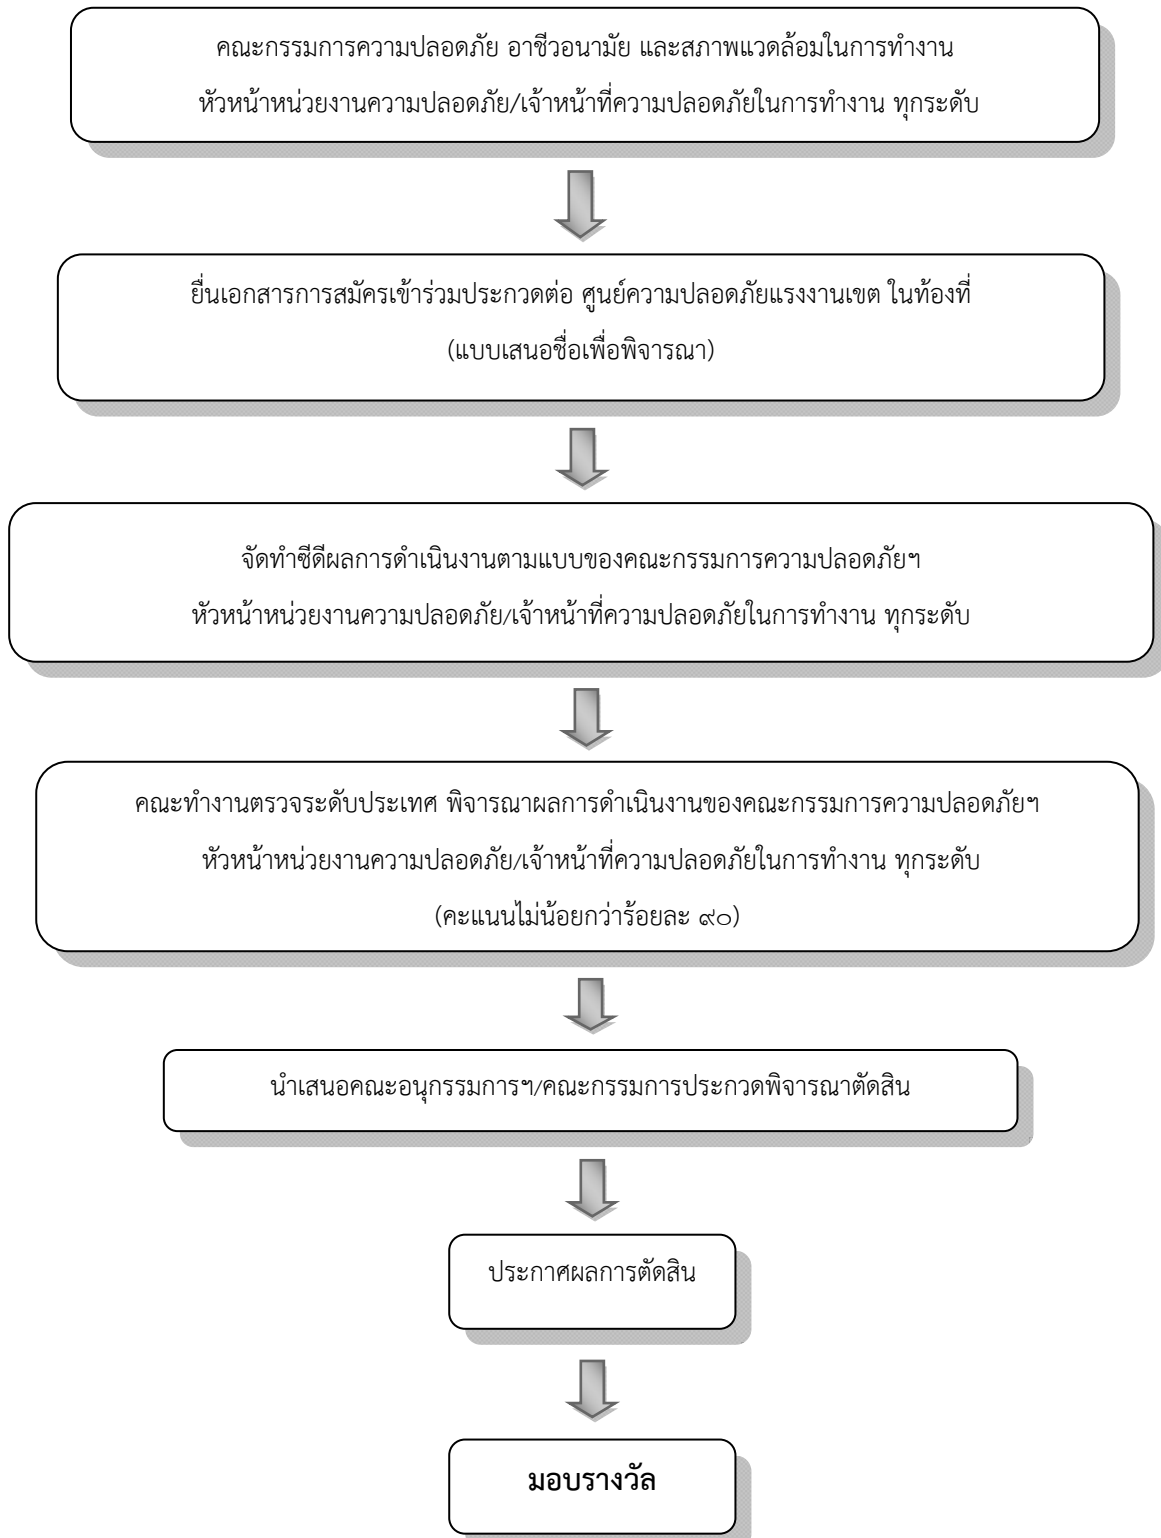 คณะกรรมการความปลอดภัย อาชีวอนามัย และสภาพแวดล้อมในการทำงาน
หัวหน้าหน่วยงานความปลอดภัย/เจ้าหน้าที่ความปลอดภัยในการทำงาน ทุกระดับ
ยื่นเอกสารการสมัครเข้าร่วมประกวดต่อ ศูนย์ความปลอดภัยแรงงานเขต ในท้องที่
(แบบเสนอชื่อเพื่อพิจารณา)
จัดทำซีดีผลการดำเนินงานตามแบบของคณะกรรมการความปลอดภัยฯ
หัวหน้าหน่วยงานความปลอดภัย/เจ้าหน้าที่ความปลอดภัยในการทำงาน ทุกระดับ
คณะทำงานตรวจระดับประเทศ พิจารณาผลการดำเนินงานของคณะกรรมการความปลอดภัยฯ
หัวหน้าหน่วยงานความปลอดภัย/เจ้าหน้าที่ความปลอดภัยในการทำงาน ทุกระดับ
(คะแนนไม่น้อยกว่าร้อยละ ๙๐)
นำเสนอคณะอนุกรรมการฯ/คณะกรรมการประกวดพิจารณาตัดสิน
ประกาศผลการตัดสิน
มอบรางวัล